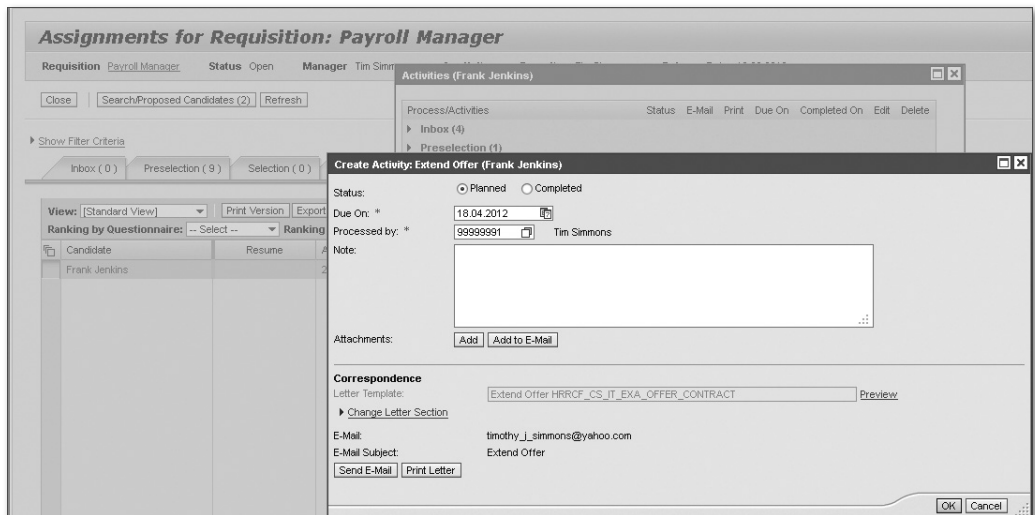 Assignments for Requisition: Payroll Manager
Requisition Payroll Manager Status Open Manager Tim Simm
Activities (Frank Jenkins)
Close Search/Proposed Candidates (2) Refresh
Process/Activities Status E-Mail Print Due On Completed On Edit Delete
Inbox (4)
Show Filter Criteria
Preselection (1)
Inbox ( 0 ) Preselection ( 9 ) Selection ( 0 )
Create Activity: Extend Offer (Frank Jenkins)
Status: Planned Completed
View: [Standard View] Print Version Export
Due On: * 18.04.2012
Ranking by Questionnaire: -- Select -- Ranking
Processed by: * 99999991 Tim Simmons
Candidate Resume A
Note:
Frank Jenkins 2
Attachments: Add Add to E-Mail
Correspondence
Letter Template: Extend Offer HRRCF_CS_IT_EXA_OFFER_CONTRACT Preview
Change Letter Section
E-Mail: timothy_j_simmons@yahoo.com
E-Mail Subject: Extend Offer
Send E-Mail Print Letter
OK Cancel